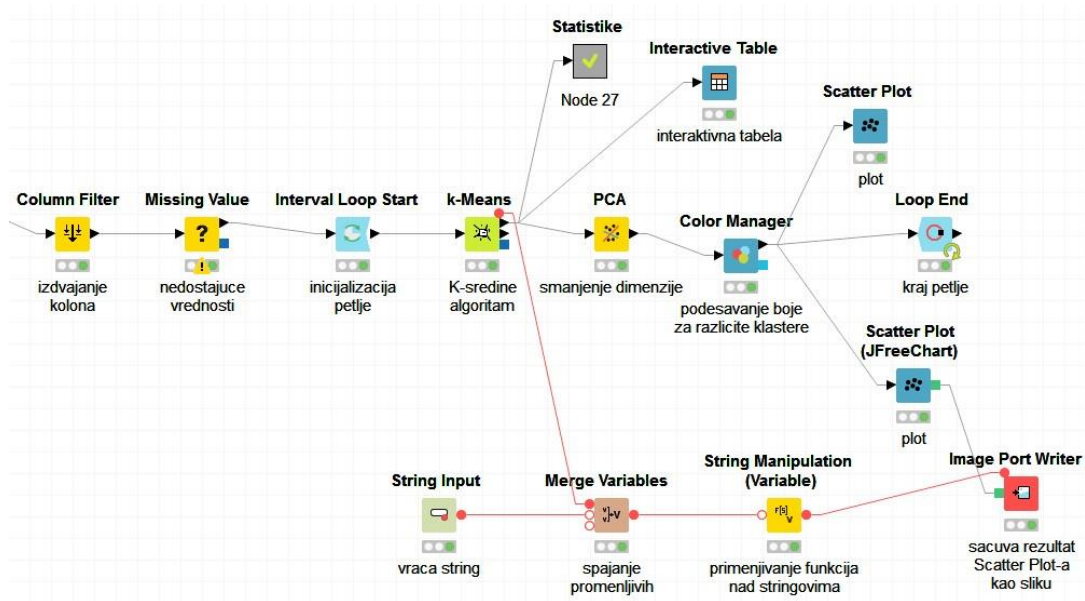 Statistike
Node 27
Interactive Table
interaktivna tabela
Scatter Plot
plot
Column Filter
izdvajanje
kolona
Missing Value
?
nedostajuce
vrednosti
Interval Loop Start
inicijalizacija
petlje
k-Means
K-sredine
algoritam
PCA
smanjenje dimenzije
Color Manager
podesavanje boje
za razlicite klastere
Loop End
kraj petlje
Scatter Plot
(JFreeChart)
plot
String Input
vraca string
Merge Variables
v
v]→V
spajanje
promenljivih
String Manipulation
(Variable)
f[s]
V
primenjivanje funkcija
nad stringovima
Image Port Writer
sacuva rezultat
Scatter Plot-a
kao sliku